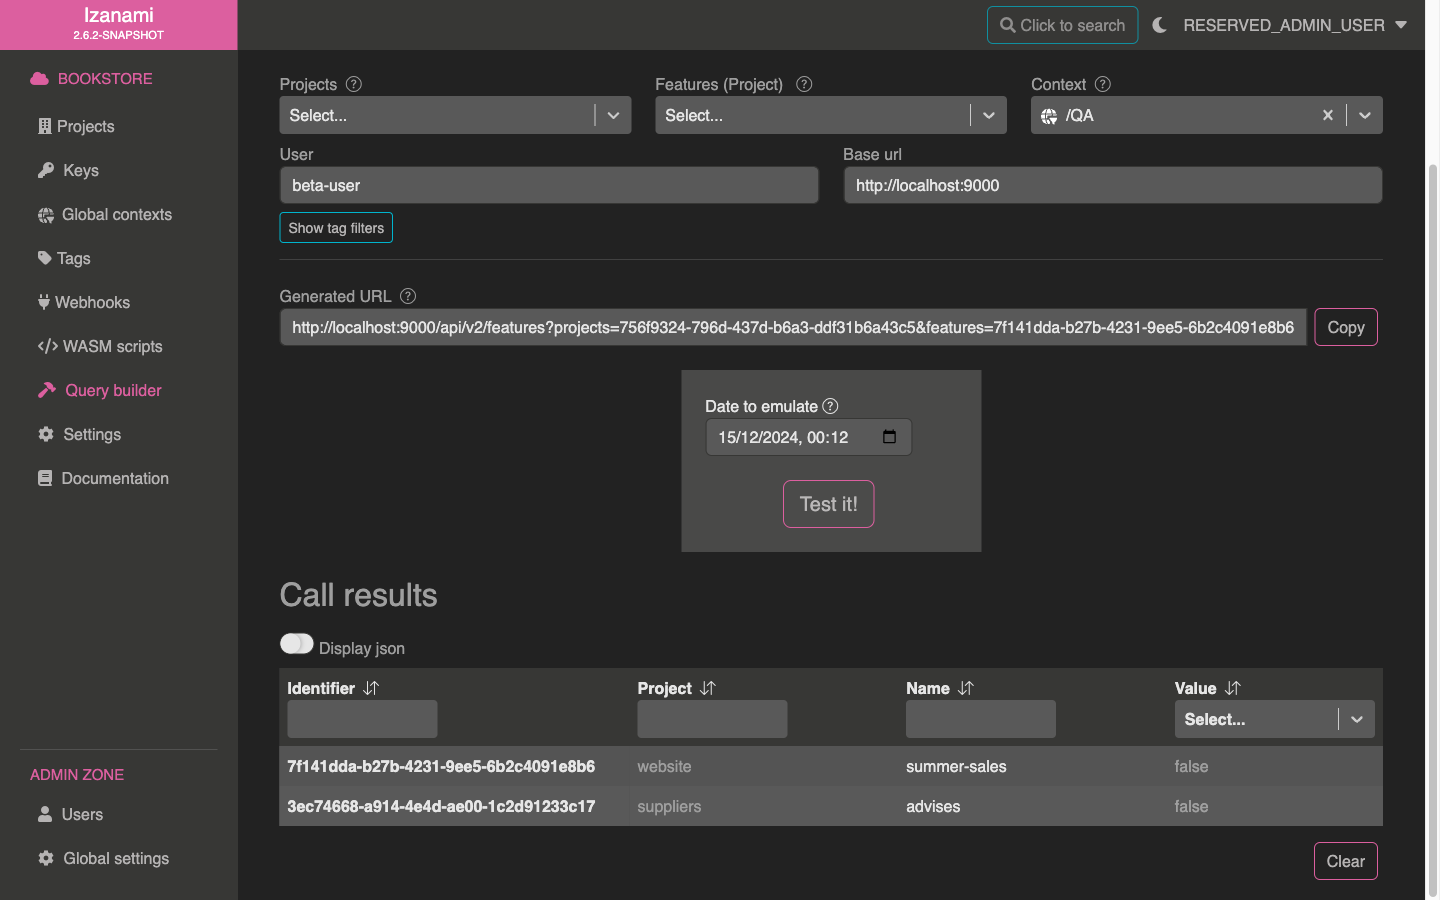 Izanami
2.6.2-SNAPSHOT
Click to search
RESERVED_ADMIN_USER
BOOKSTORE
Projects
Keys
Global contexts
Tags
Webhooks
WASM scripts
Query builder
Settings
Documentation
ADMIN ZONE
Users
Global settings
Projects Features (Project) Context
Select... Select... /QA
User Base url
beta-user http://localhost:9000
Show tag filters
Generated URL
http://localhost:9000/api/v2/features?projects=756f9324-796d-437d-b6a3-ddf31b6a43c5&features=7f141dda-b27b-4231-9ee5-6b2c4091e8b6 Copy
Date to emulate
15/12/2024, 00:12
Test it!
Call results
Display json
Identifier Project Name Value
Select...
7f141dda-b27b-4231-9ee5-6b2c4091e8b6 website summer-sales false
3ec74668-a914-4e4d-ae00-1c2d91233c17 suppliers advises false
Clear